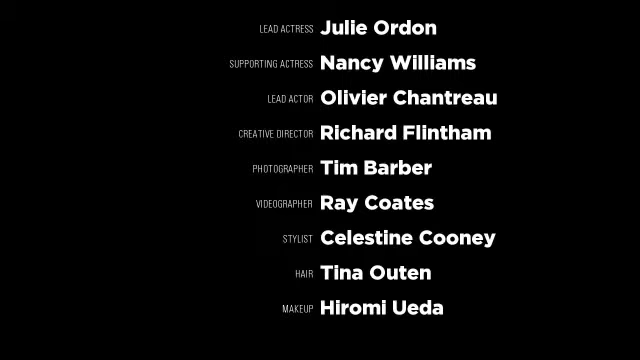 LEAD ACTRESS Julie Ordon
SUPPORTING ACTRESS Nancy Williams
LEAD ACTOR Olivier Chantreau
CREATIVE DIRECTOR Richard Flintham
PHOTOGRAPHER Tim Barber
VIDEOGRAPHER Ray Coates
STYLIST Celestine Cooney
HAIR Tina Outen
MAKEUP Hiromi Ueda